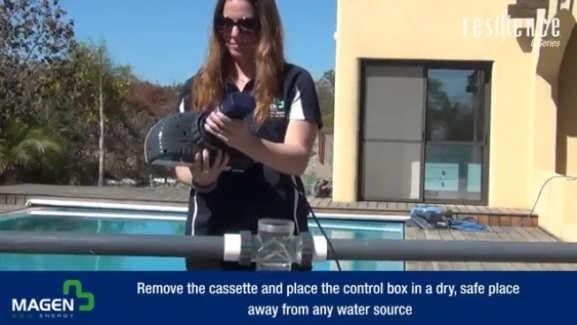 resilience
D Series
Remove the cassette and place the control box in a dry, safe place
away from any water source
MAGEN
ECO ENERGY